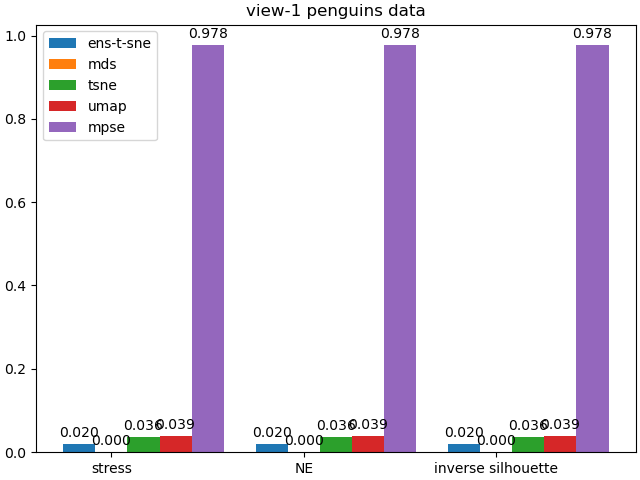 view-1 penguins data
1.0
0.8
0.6
0.4
0.2
0.0
ens-t-sne
mds
tsne
umap
mpse
0.020
0.000
0.036
0.039
0.978
0.020
0.000
0.036
0.039
0.978
0.020
0.000
0.036
0.039
0.978
stress
NE
inverse silhouette